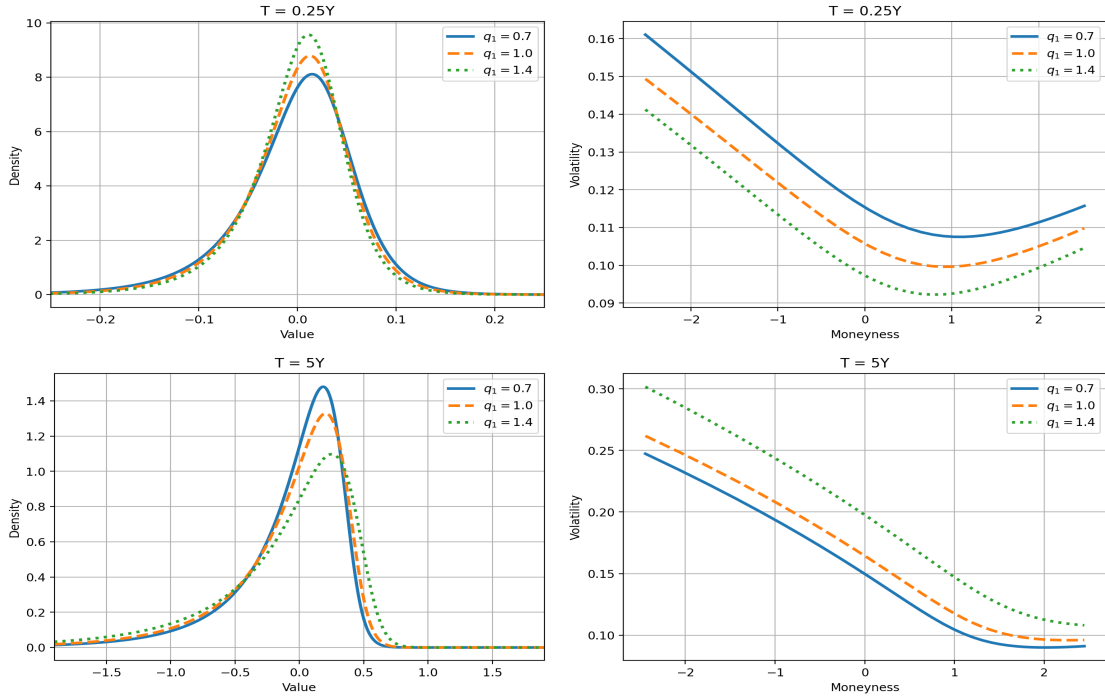 T = 0.25Y
10
8
6
4
2
0
Density
−0.2 −0.1 0.0 0.1 0.2
Value
q₁ = 0.7
q₁ = 1.0
q₁ = 1.4
T = 0.25Y
0.16
0.15
0.14
0.13
0.12
0.11
0.10
0.09
Volatility
−2 −1 0 1 2
Moneyness
q₁ = 0.7
q₁ = 1.0
q₁ = 1.4
T = 5Y
1.4
1.2
1.0
0.8
0.6
0.4
0.2
0.0
Density
−1.5 −1.0 −0.5 0.0 0.5 1.0 1.5
Value
q₁ = 0.7
q₁ = 1.0
q₁ = 1.4
T = 5Y
0.30
0.25
0.20
0.15
0.10
Volatility
−2 −1 0 1 2
Moneyness
q₁ = 0.7
q₁ = 1.0
q₁ = 1.4